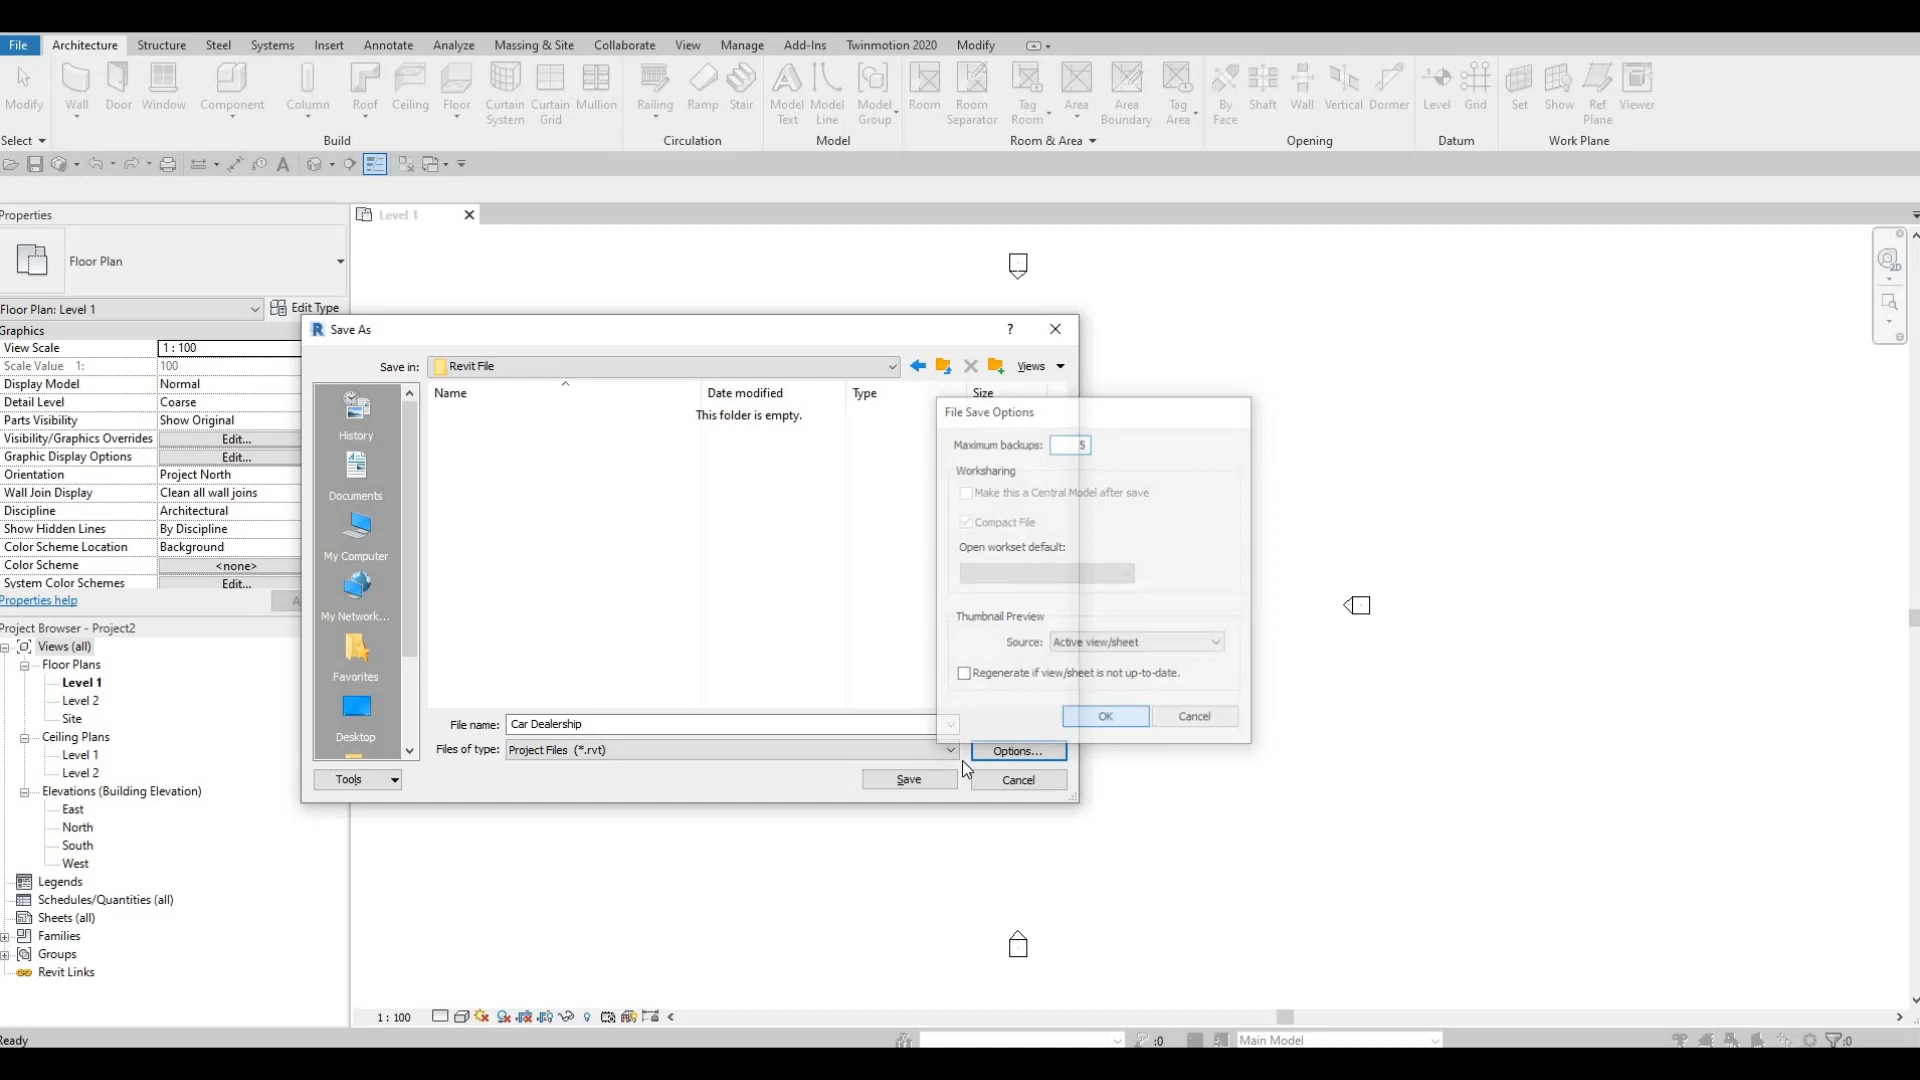 File Architecture Structure Steel Systems Insert Annotate Analyze Massing & Site Collaborate View Manage Add-Ins Twinmotion 2020 Modify
Modify Wall Door Window Component Column Roof Ceiling Floor Curtain System Curtain Grid Mullion Railing Ramp Stair Model Text Model Line Model Group Room Room Separator Tag Room Area Area Boundary Tag Area By Face Shaft Wall Vertical Dormer Level Grid Set Show Ref Plane Viewer
Select Build Circulation Model Room & Area Opening Datum Work Plane
Properties
Level 1
Floor Plan
Floor Plan: Level 1 Edit Type
Graphics
View Scale 1 : 100
Scale Value 1: 100
Display Model Normal
Detail Level Coarse
Parts Visibility Show Original
Visibility/Graphics Overrides Edit...
Graphic Display Options Edit...
Orientation Project North
Wall Join Display Clean all wall joins
Discipline Architectural
Show Hidden Lines By Discipline
Color Scheme Location Background
Color Scheme <none>
System Color Schemes Edit...
Properties help
Project Browser - Project2
Views (all)
Floor Plans
Level 1
Level 2
Site
Ceiling Plans
Level 1
Level 2
Elevations (Building Elevation)
East
North
South
West
Legends
Schedules/Quantities (all)
Sheets (all)
Families
Groups
Revit Links
Save As ?
Save in: Revit File Views
Name Date modified Type Size
This folder is empty.
History
Documents
My Computer
My Network...
Favorites
Desktop
File name: Car Dealership
Files of type: Project Files (*.rvt) Options...
Tools Save Cancel
File Save Options
Maximum backups: 5
Worksharing
Make this a Central Model after save
Compact File
Open workset default:
Thumbnail Preview
Source: Active view/sheet
Regenerate if view/sheet is not up-to-date.
OK Cancel
1 : 100
Ready :0 Main Model :0
2D